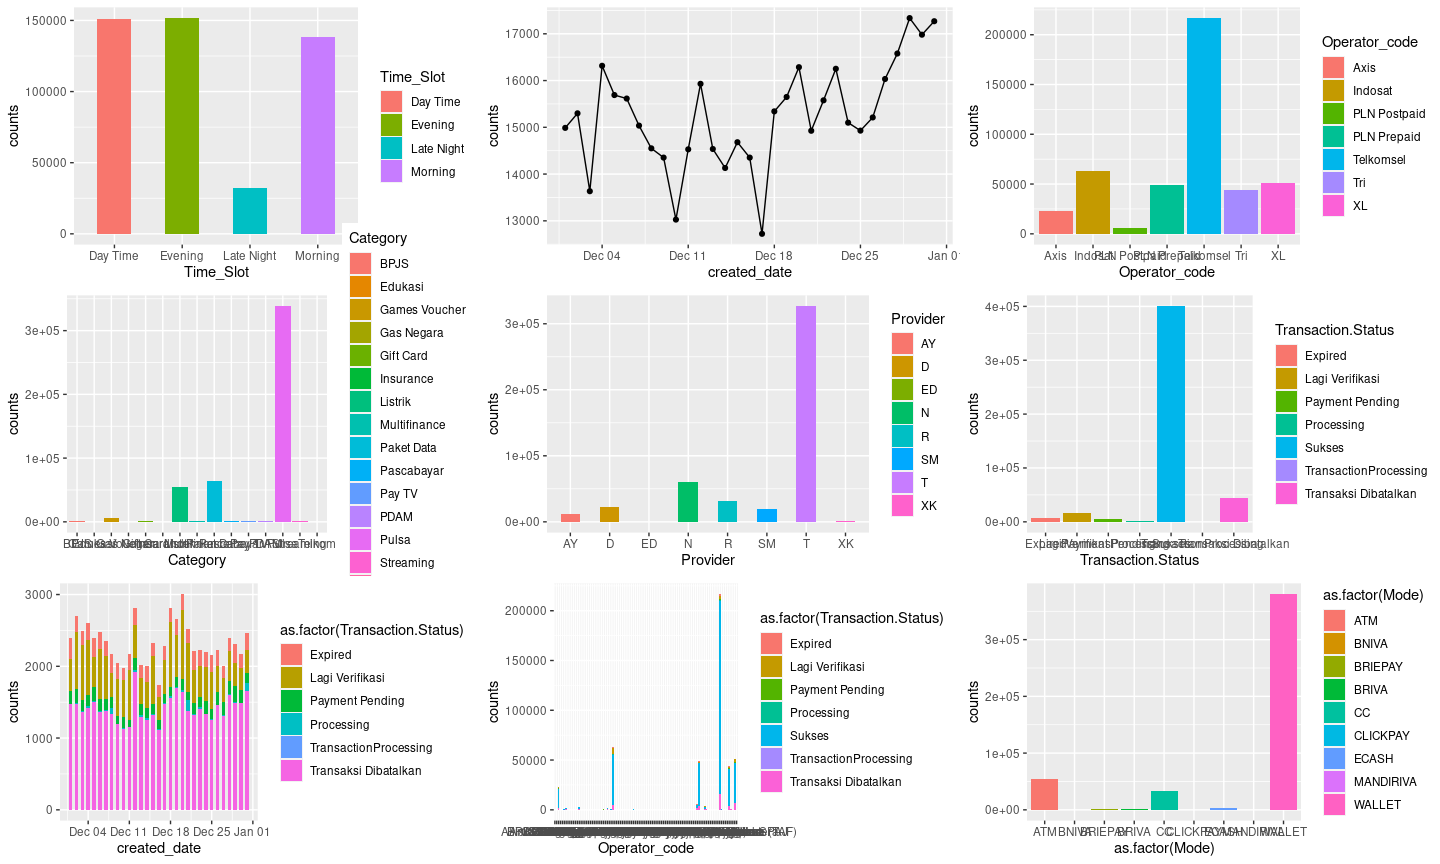 150000
100000
50000
0
counts
Day Time
Evening
Late Night
Morning
Time_Slot
Time_Slot
Day Time
Evening
Late Night
Morning
17000
16000
15000
14000
13000
counts
Dec 04
Dec 11
Dec 18
Dec 25
created_date
200000
150000
100000
50000
0
counts
Axis
Tri
XL
Operator_code
Operator_code
Axis
Indosat
PLN Postpaid
PLN Prepaid
Telkomsel
Tri
XL
3e+05
2e+05
1e+05
0e+00
counts
Category
Category
BPJS
Edukasi
Games Voucher
Gas Negara
Gift Card
Insurance
Listrik
Multifinance
Paket Data
Pascabayar
Pay TV
PDAM
Pulsa
Streaming
3e+05
2e+05
1e+05
0e+00
counts
AY
D
ED
N
R
SM
T
XK
Provider
Provider
AY
D
ED
N
R
SM
T
XK
4e+05
3e+05
2e+05
1e+05
0e+00
counts
Transaction.Status
Transaction.Status
Expired
Lagi Verifikasi
Payment Pending
Processing
Sukses
TransactionProcessing
Transaksi Dibatalkan
3000
2000
1000
0
counts
Dec 04
Dec 11
Dec 18
Dec 25
Jan 01
created_date
as.factor(Transaction.Status)
Expired
Lagi Verifikasi
Payment Pending
Processing
TransactionProcessing
Transaksi Dibatalkan
200000
150000
100000
50000
0
counts
Operator_code
as.factor(Transaction.Status)
Expired
Lagi Verifikasi
Payment Pending
Processing
Sukses
TransactionProcessing
Transaksi Dibatalkan
3e+05
2e+05
1e+05
0e+00
counts
ATM
as.factor(Mode)
as.factor(Mode)
ATM
BNIVA
BRIEPAY
BRIVA
CC
CLICKPAY
ECASH
MANDIRIVA
WALLET